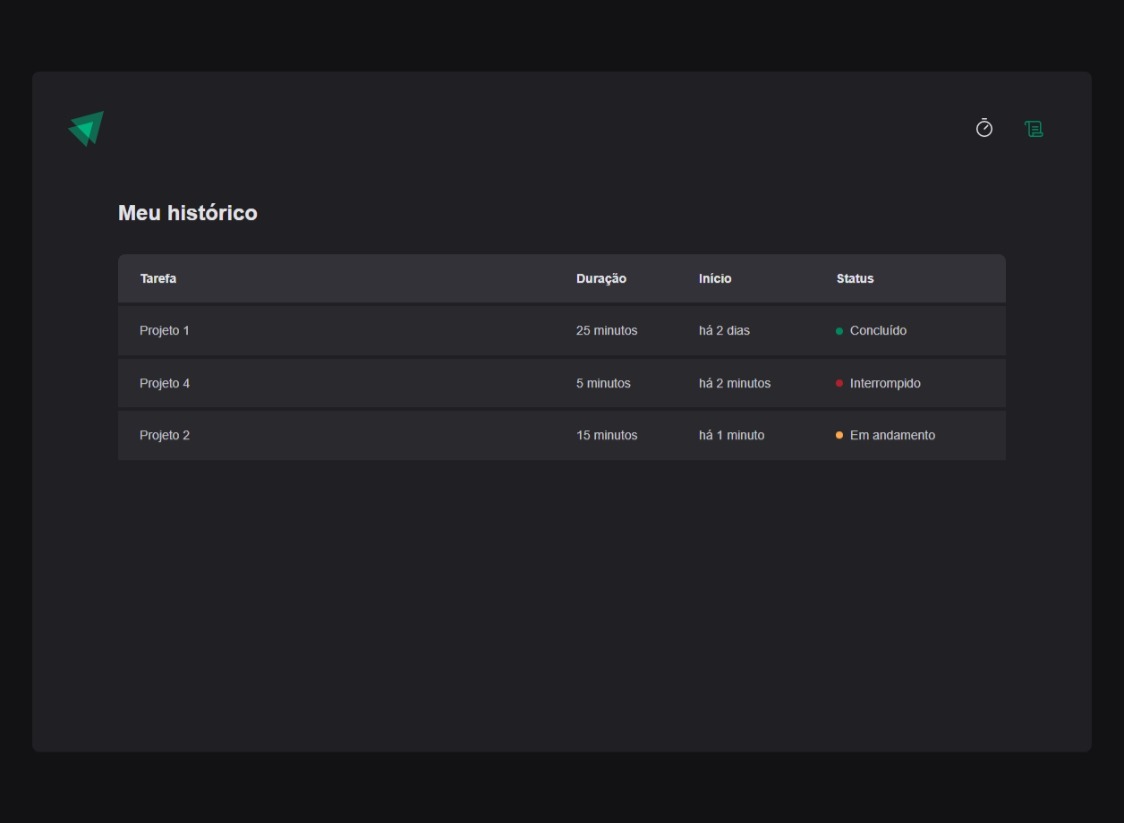 Meu histórico
Tarefa Duração Início Status
Projeto 1 25 minutos há 2 dias Concluído
Projeto 4 5 minutos há 2 minutos Interrompido
Projeto 2 15 minutos há 1 minuto Em andamento